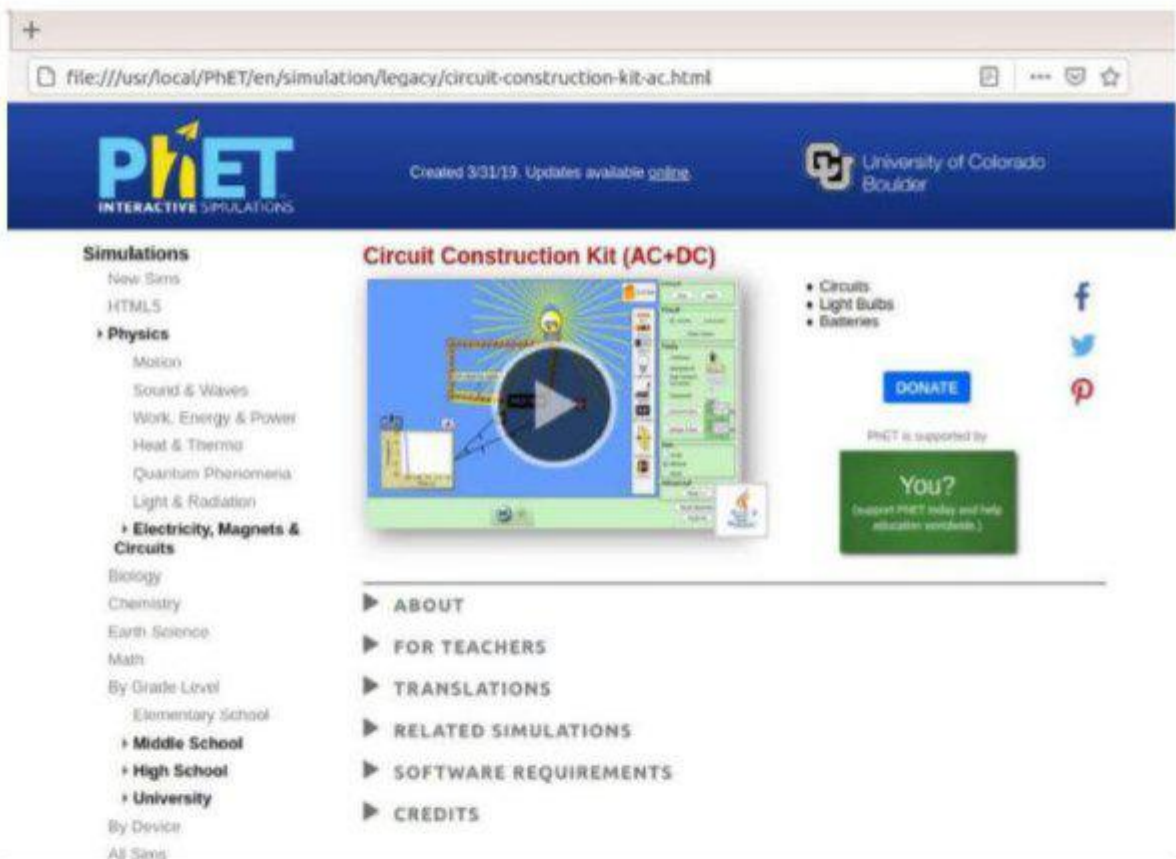 +
file:///usr/local/PhET/en/simulation/legacy/circuit-construction-kit-ac.html
PhET
INTERACTIVE SIMULATIONS
Created 3/31/19. Updates available online.
University of Colorado
Boulder
Simulations
New Sims
HTML5
Physics
Motion
Sound & Waves
Work, Energy & Power
Heat & Thermo
Quantum Phenomena
Light & Radiation
Electricity, Magnets &
Circuits
Biology
Chemistry
Earth Science
Math
By Grade Level
Elementary School
Middle School
High School
University
By Device
All Sims
Circuit Construction Kit (AC+DC)
ABOUT
FOR TEACHERS
TRANSLATIONS
RELATED SIMULATIONS
SOFTWARE REQUIREMENTS
CREDITS
Circuits
Light Bulbs
Batteries
DONATE
PhET is supported by
You?
(support PhET today and help
education worldwide.)